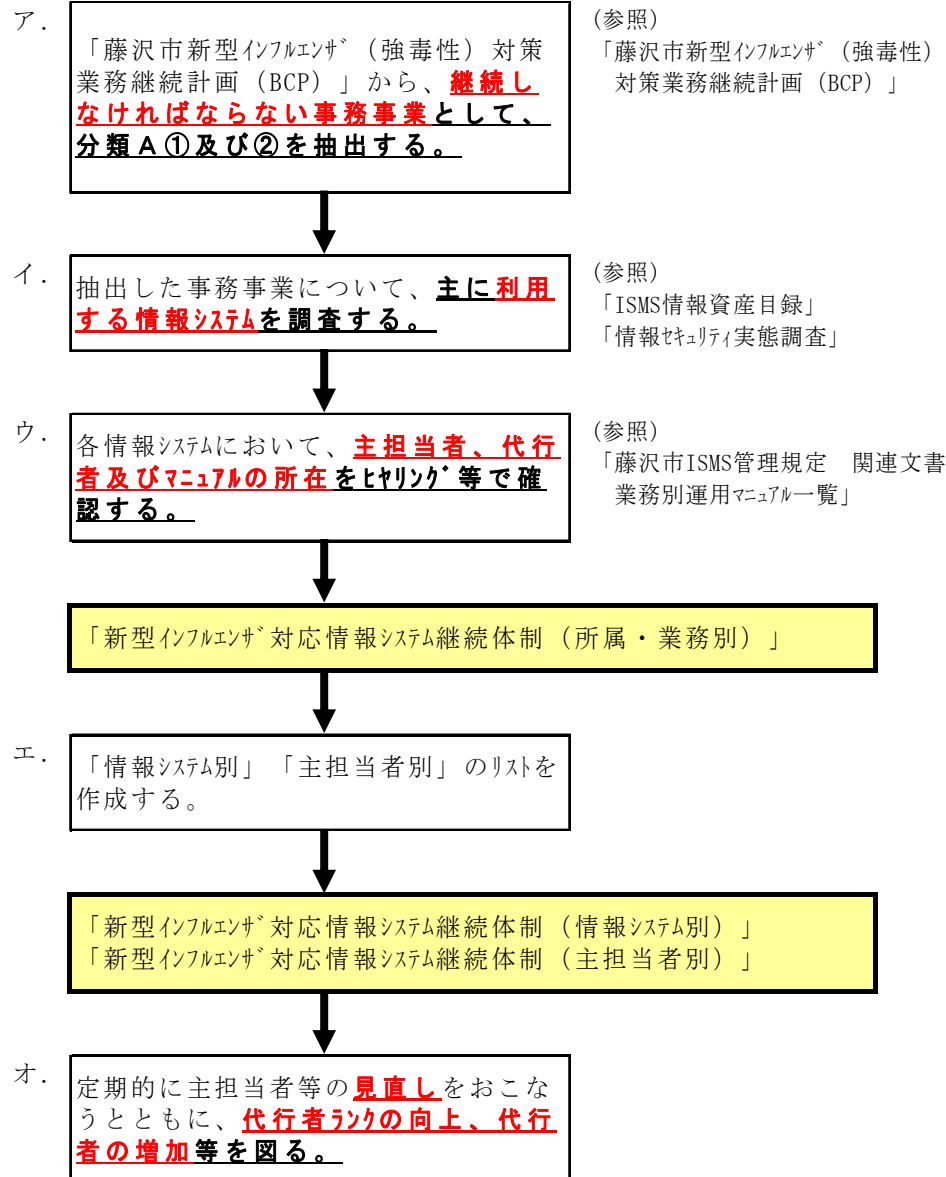 ア.
「藤沢市新型ｲﾝﾌﾙｴﾝｻﾞ（強毒性）対策
業務継続計画（BCP）」から、継続し
なければならない事務事業として、
分類Ａ①及び②を抽出する。
(参照)
「藤沢市新型ｲﾝﾌﾙｴﾝｻﾞ（強毒性）
対策業務継続計画（BCP）」
イ.
抽出した事務事業について、主に利用
する情報ｼｽﾃﾑを調査する。
(参照)
「ISMS情報資産目録」
「情報ｾｷｭﾘﾃｨ実態調査」
ウ.
各情報ｼｽﾃﾑにおいて、主担当者、代行
者及びﾏﾆｭｱﾙの所在をﾋﾔﾘﾝｸﾞ等で確
認する。
(参照)
「藤沢市ISMS管理規定　関連文書
業務別運用ﾏﾆｭｱﾙ一覧」
「新型ｲﾝﾌﾙｴﾝｻﾞ対応情報ｼｽﾃﾑ継続体制（所属・業務別）」
エ.
「情報ｼｽﾃﾑ別」「主担当者別」のﾘｽﾄを
作成する。
「新型ｲﾝﾌﾙｴﾝｻﾞ対応情報ｼｽﾃﾑ継続体制（情報ｼｽﾃﾑ別）」
「新型ｲﾝﾌﾙｴﾝｻﾞ対応情報ｼｽﾃﾑ継続体制（主担当者別）」
オ.
定期的に主担当者等の見直しをおこな
うとともに、代行者ﾗﾝｸの向上、代行
者の増加等を図る。